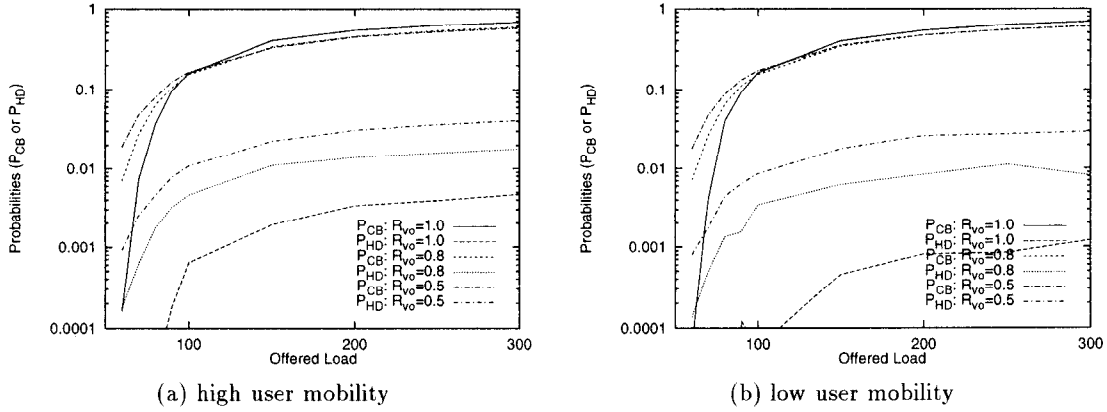 Probabilities (P_CB or P_HD)
1
0.1
0.01
0.001
0.0001
P_CB: R_vo=1.0
P_HD: R_vo=1.0
P_CB: R_vo=0.8
P_HD: R_vo=0.8
P_CB: R_vo=0.5
P_HD: R_vo=0.5
100
200
300
Offered Load
(a) high user mobility
Probabilities (P_CB or P_HD)
1
0.1
0.01
0.001
0.0001
P_CB: R_vo=1.0
P_HD: R_vo=1.0
P_CB: R_vo=0.8
P_HD: R_vo=0.8
P_CB: R_vo=0.5
P_HD: R_vo=0.5
100
200
300
Offered Load
(b) low user mobility